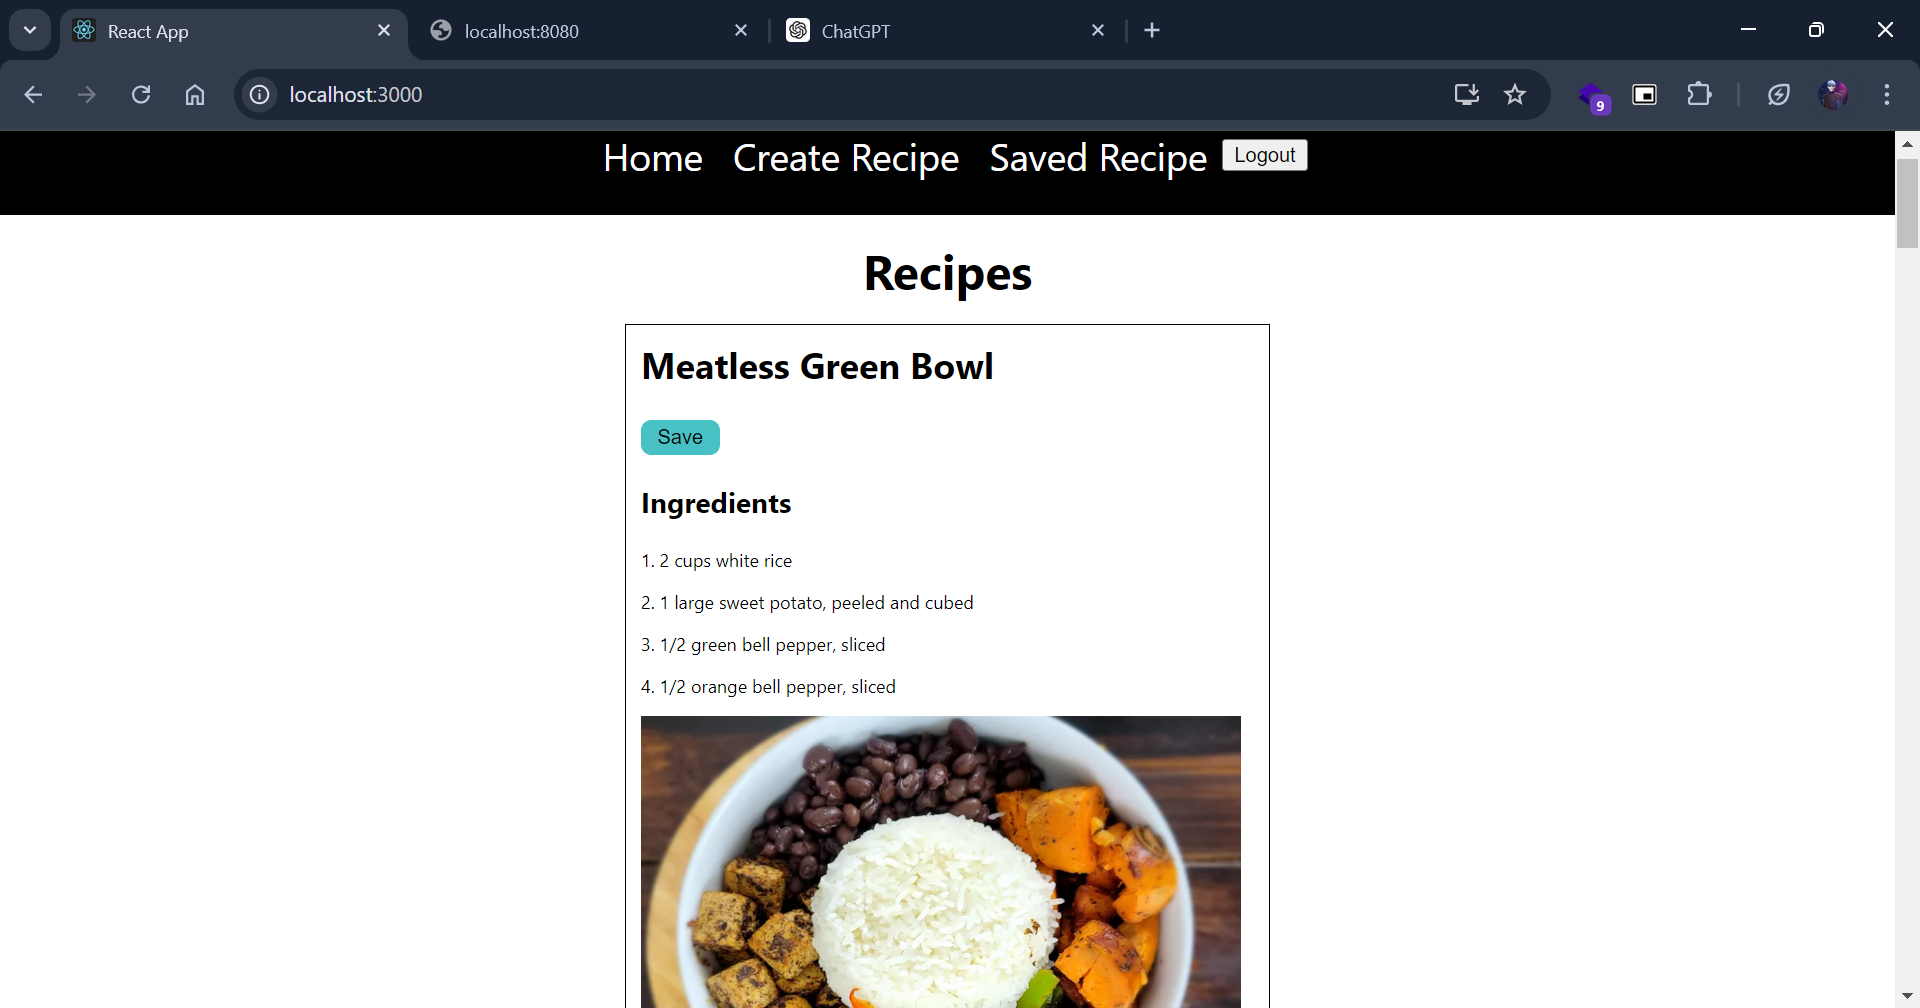 React App
localhost:8080
ChatGPT
localhost:3000
9
Home Create Recipe Saved Recipe Logout
Recipes
Meatless Green Bowl
Save
Ingredients
1. 2 cups white rice
2. 1 large sweet potato, peeled and cubed
3. 1/2 green bell pepper, sliced
4. 1/2 orange bell pepper, sliced